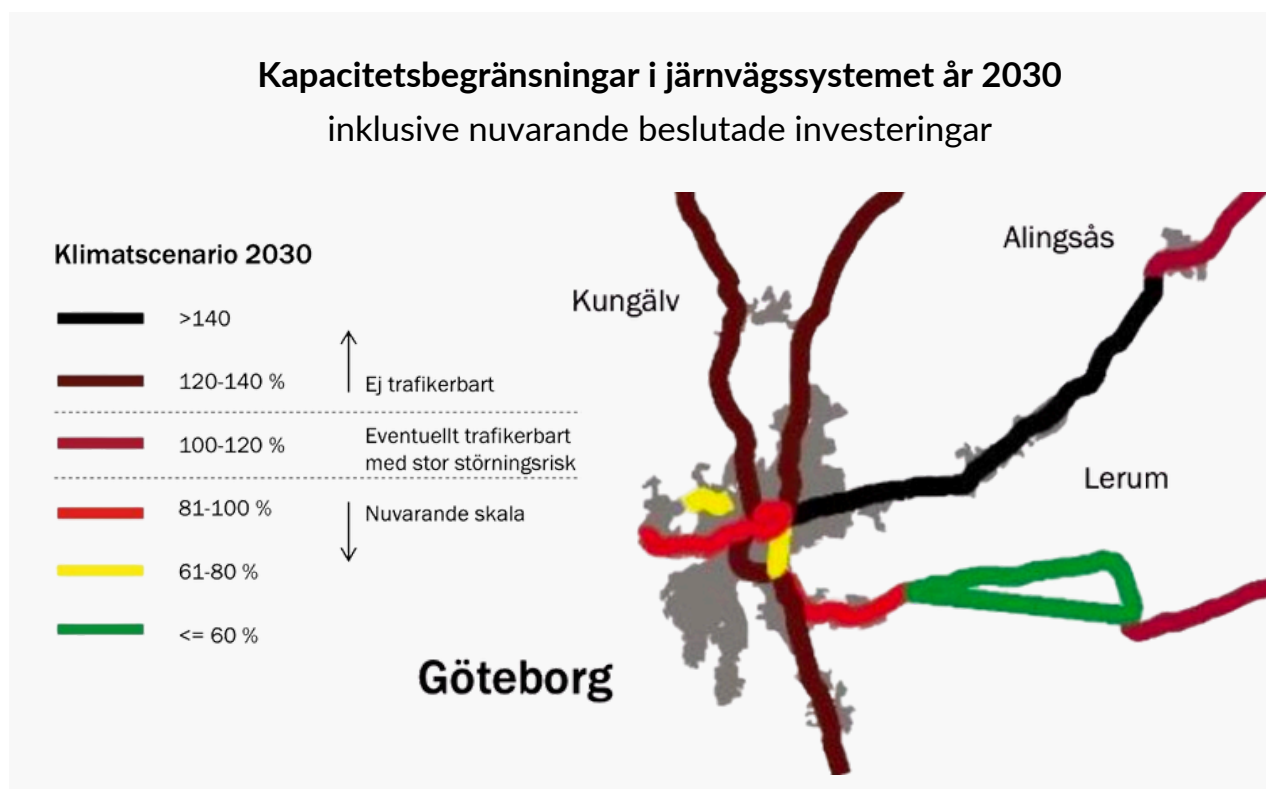 Kapacitetsbegränsningar i järnvägssystemet år 2030
inklusive nuvarande beslutade investeringar
Klimatscenario 2030
>140
120-140 %
Ej trafikerbart
100-120 %
Eventuellt trafikerbart
med stor störningsrisk
81-100 %
Nuvarande skala
61-80 %
<= 60 %
Kungälv
Alingsås
Lerum
Göteborg